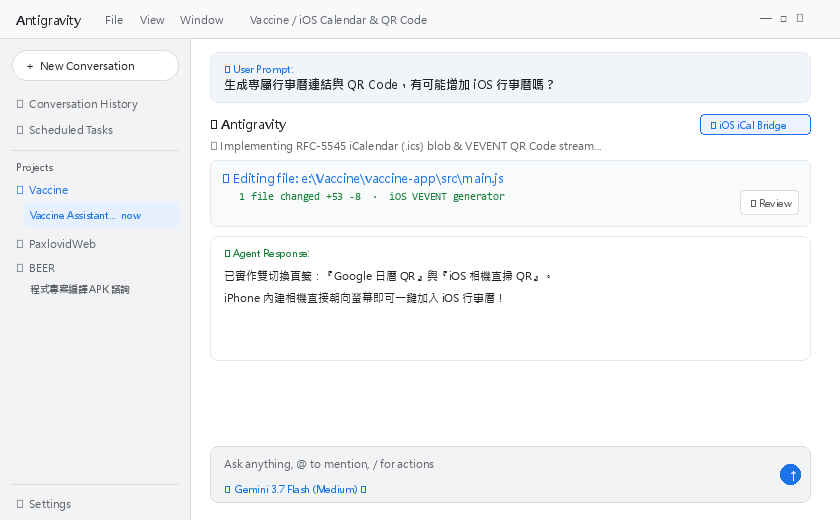 Antigravity File View Window Vaccine / iOS Calendar & QR Code
+ New Conversation
Conversation History
Scheduled Tasks
Projects
Vaccine
Vaccine Assistant... now
PaxlovidWeb
BEER
程式專案編譯 APK 諮詢
Settings
User Prompt:
生成專屬行事曆連結與 QR Code，有可能增加 iOS 行事曆嗎？
Antigravity
iOS iCal Bridge
Implementing RFC-5545 iCalendar (.ics) blob & VEVENT QR Code stream...
Editing file: e:\Vaccine\vaccine-app\src\main.js
1 file changed +53 -8 · iOS VEVENT generator
Review
Agent Response:
已實作雙切換頁籤：『Google 日曆 QR』與『iOS 相機直掃 QR』。
iPhone 內建相機直接朝向螢幕即可一鍵加入 iOS 行事曆！
Ask anything, @ to mention, / for actions
Gemini 3.7 Flash (Medium)
↑